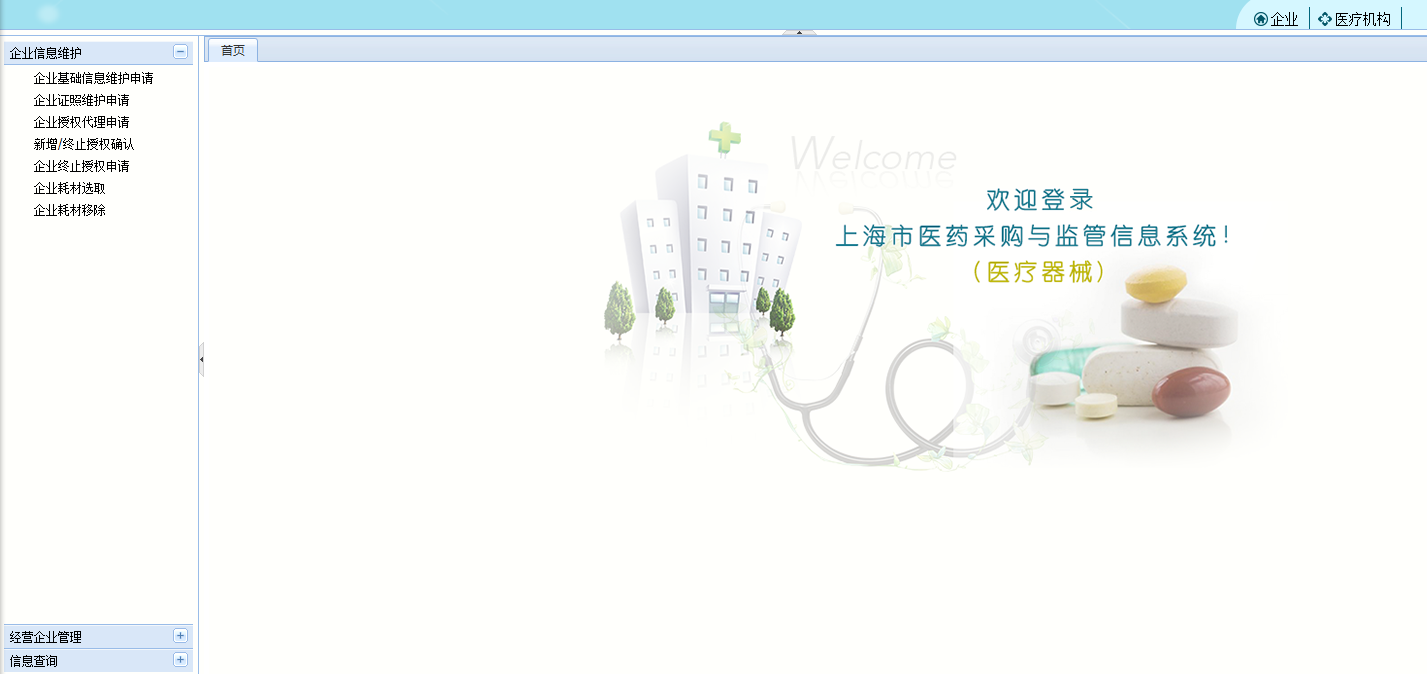 企业
医疗机构
企业信息维护
首页
企业基础信息维护申请
企业证照维护申请
企业授权代理申请
新增/终止授权确认
企业终止授权申请
企业耗材选取
企业耗材移除
Welcome
欢迎登录
上海市医药采购与监管信息系统!
(医疗器械)
经营企业管理
信息查询